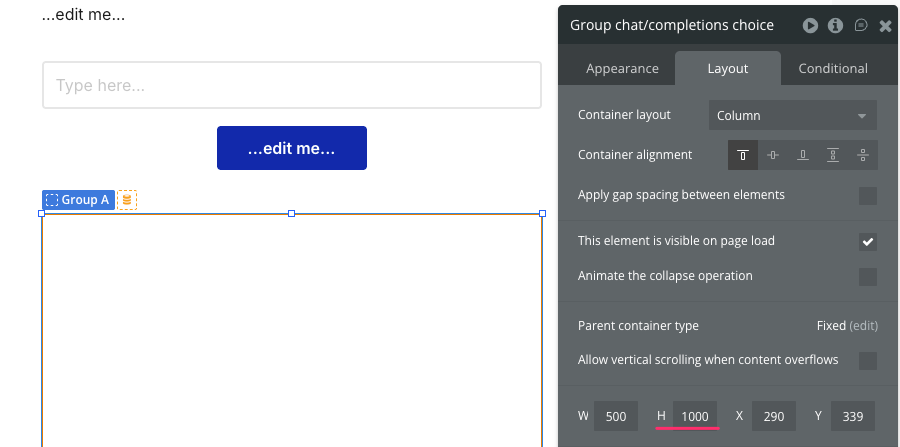 ...edit me...
Type here...
...edit me...
Group A
Group chat/completions choice
Appearance
Layout
Conditional
Container layout
Column
Container alignment
Apply gap spacing between elements
This element is visible on page load
Animate the collapse operation
Parent container type
Fixed (edit)
Allow vertical scrolling when content overflows
W 500 H 1000 X 290 Y 339